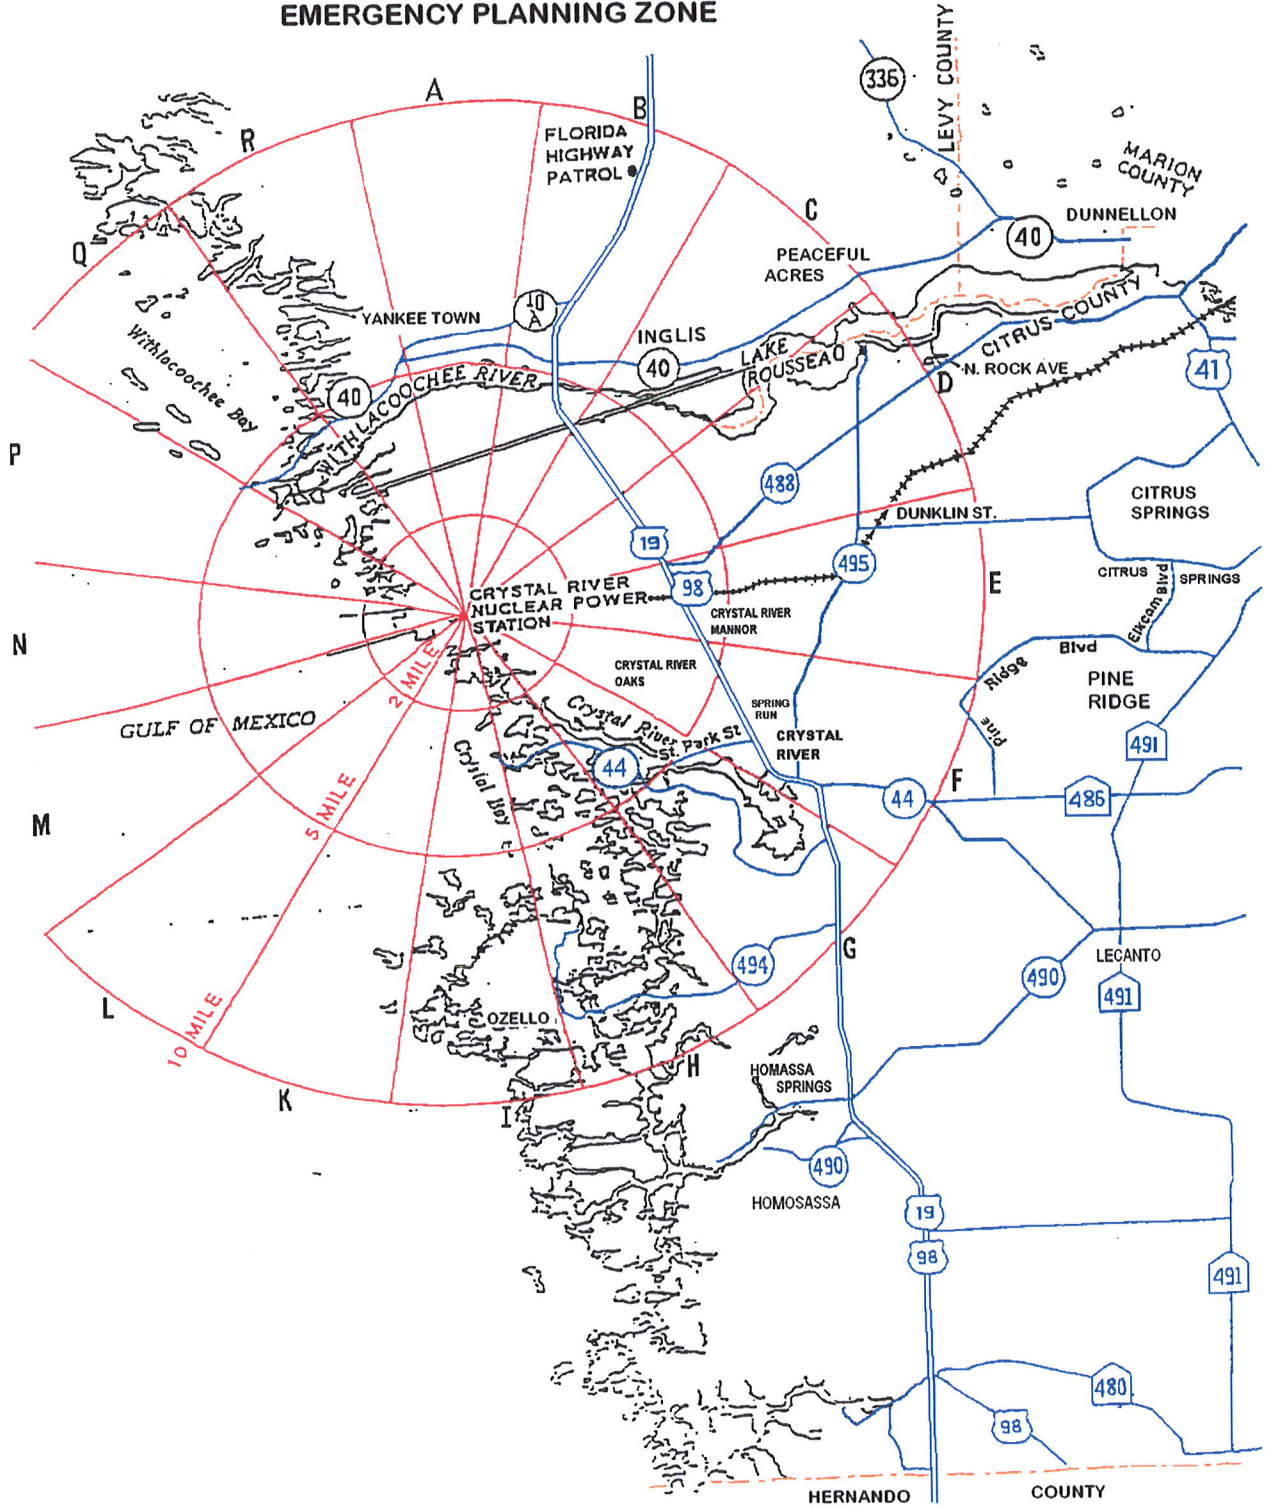 EMERGENCY PLANNING ZONE
336
LEVY COUNTY
A
B
R
FLORIDA
HIGHWAY
PATROL
MARION
COUNTY
C
DUNNELLON
40
Q
PEACEFUL
ACRES
10
A
YANKEE TOWN
INGLIS
CITRUS COUNTY
Withlacoochee Bay
LAKE
ROUSSEAU
40
N. ROCK AVE
41
40
WITHLACOOCHEE RIVER
D
P
488
CITRUS
SPRINGS
DUNKLIN ST.
19
495
CITRUS
SPRINGS
E
98
CRYSTAL RIVER
NUCLEAR POWER
STATION
Elkcam Blvd
CRYSTAL RIVER
MANNOR
N
Ridge
Blvd
2 MILE
CRYSTAL RIVER
OAKS
PINE
RIDGE
GULF OF MEXICO
Crystal River
SPRING
RUN
Pine
St. Park St
CRYSTAL
RIVER
491
Crystal Bay
44
F
44
486
M
5 MILE
G
494
LECANTO
490
491
L
10 MILE
OZELLO
H
HOMASSA
SPRINGS
K
I
490
HOMOSASSA
19
98
491
480
98
HERNANDO
COUNTY